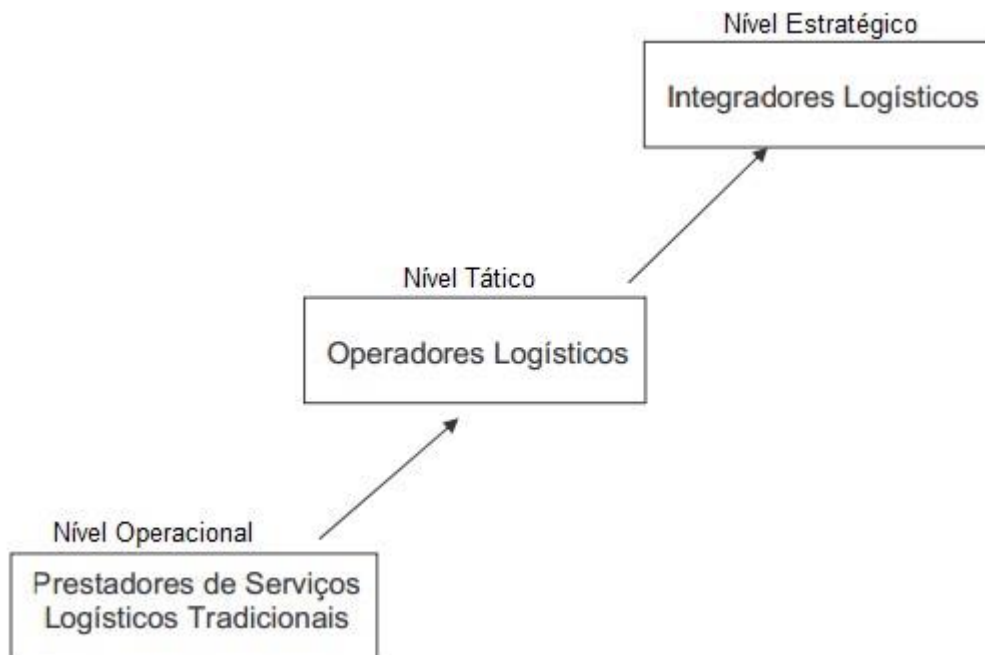 Nível Estratégico
Integradores Logísticos
Nível Tático
Operadores Logísticos
Nível Operacional
Prestadores de Serviços
Logísticos Tradicionais